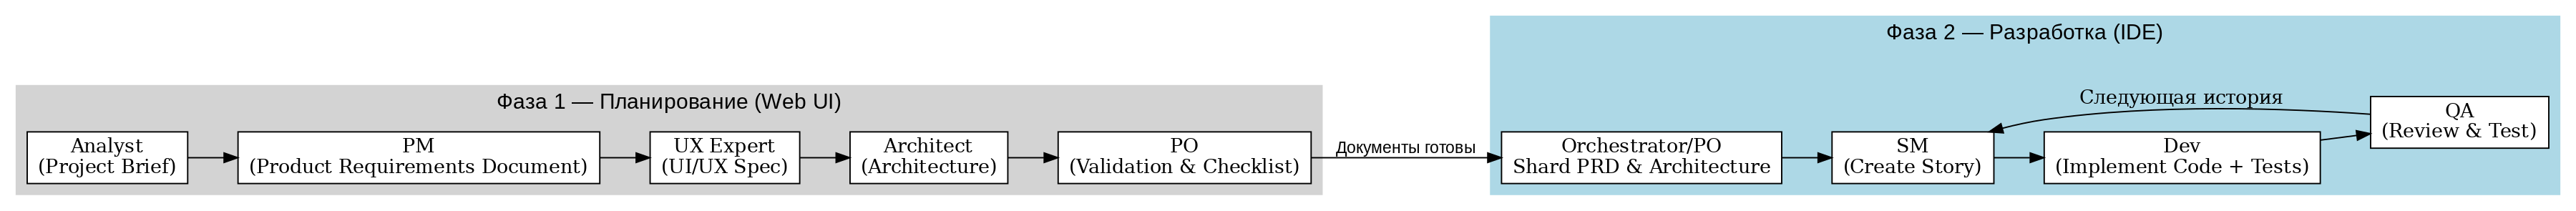 Фаза 1 — Планирование (Web UI)
Analyst
(Project Brief)
PM
(Product Requirements Document)
UX Expert
(UI/UX Spec)
Architect
(Architecture)
PO
(Validation & Checklist)
Документы готовы
Фаза 2 — Разработка (IDE)
Orchestrator/PO
Shard PRD & Architecture
SM
(Create Story)
Dev
(Implement Code + Tests)
QA
(Review & Test)
Следующая история